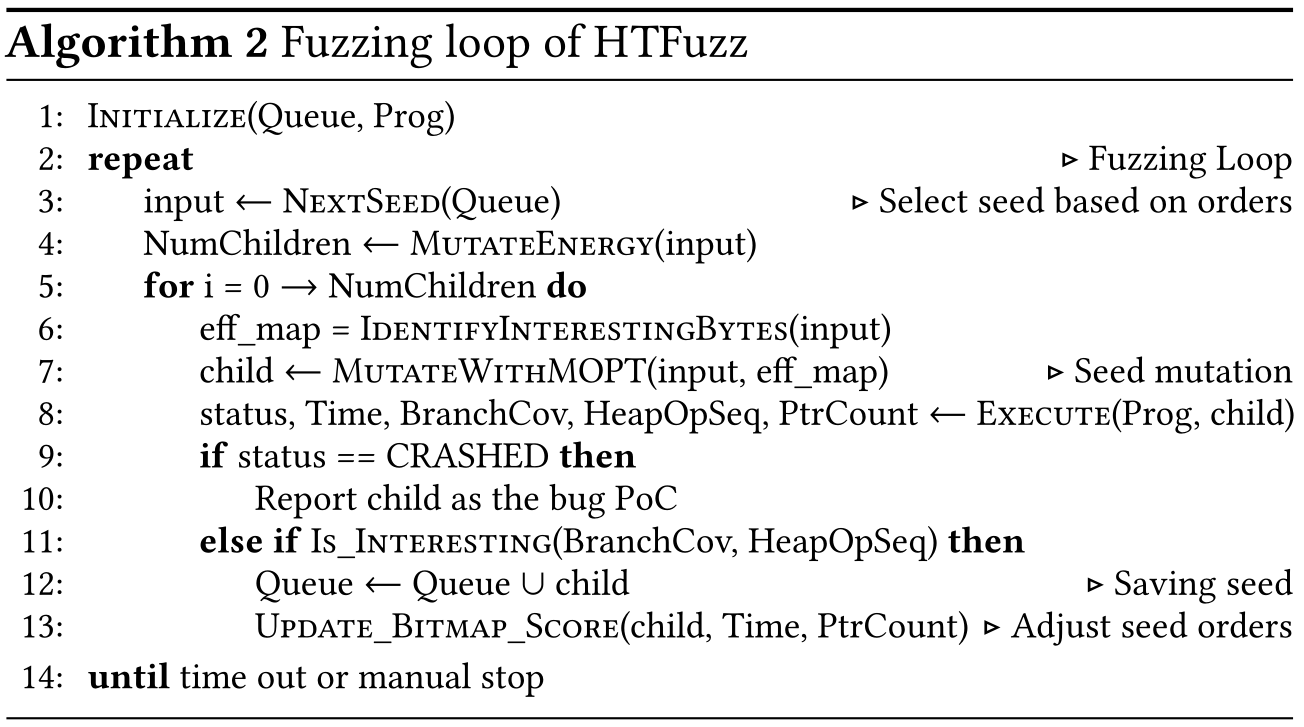 Algorithm 2 Fuzzing loop of HTFuzz
1: INITIALIZE(Queue, Prog)
2: repeat ▷ Fuzzing Loop
3: input ← NEXTSEED(Queue) ▷ Select seed based on orders
4: NumChildren ← MUTATEENERGY(input)
5: for i = 0 → NumChildren do
6: eff_map = IDENTIFYINTERESTINGBYTES(input)
7: child ← MUTATEWITHMOPT(input, eff_map) ▷ Seed mutation
8: status, Time, BranchCov, HeapOpSeq, PtrCount ← EXECUTE(Prog, child)
9: if status == CRASHED then
10: Report child as the bug PoC
11: else if IS_INTERESTING(BranchCov, HeapOpSeq) then
12: Queue ← Queue ∪ child ▷ Saving seed
13: UPDATE_BITMAP_SCORE(child, Time, PtrCount) ▷ Adjust seed orders
14: until time out or manual stop